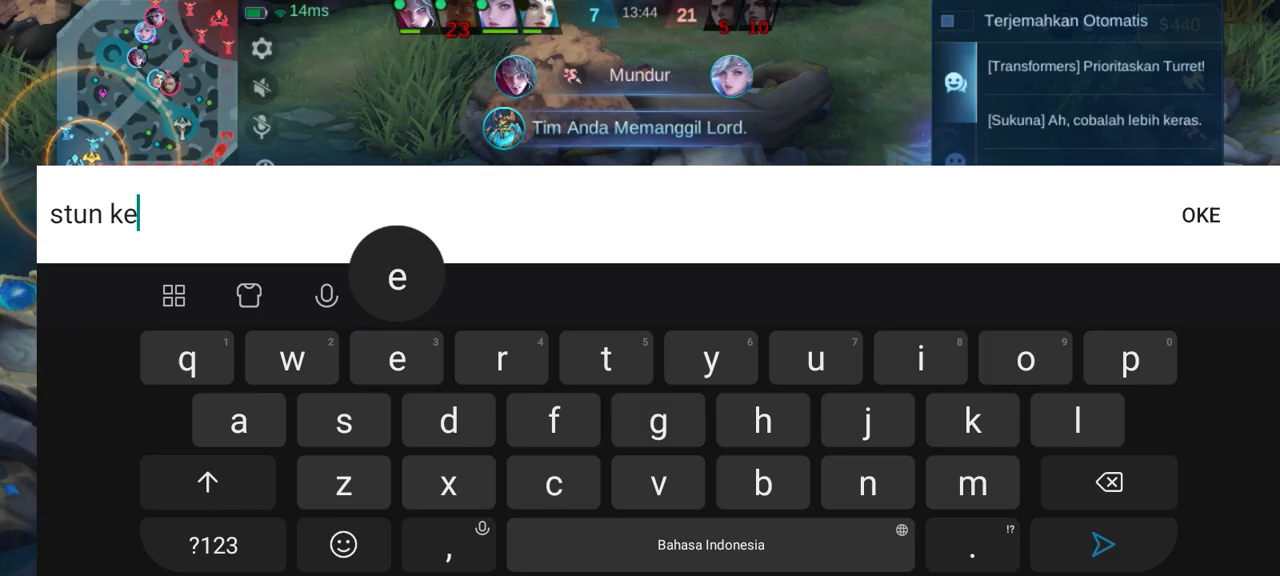 14ms
23
7 13:44 21
5 10
Terjemahkan Otomatis
$440
Mundur
[Transformers] Prioritaskan Turret!
Tim Anda Memanggil Lord.
[Sukuna] Ah, cobalah lebih keras.
stun ke
OKE
e
q 1 w 2 e 3 r 4 t 5 y 6 u 7 i 8 o 9 p 0
a s d f g h j k l
z x c v b n m
?123 , Bahasa Indonesia . !?